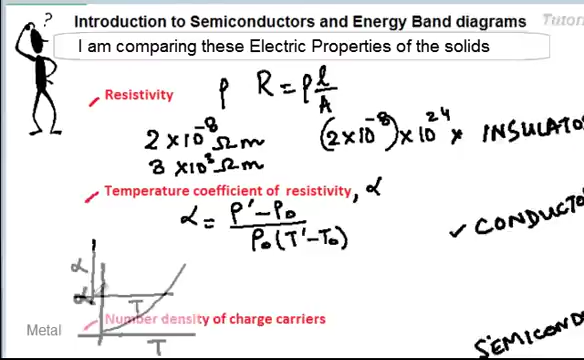 ?
Introduction to Semiconductors and Energy Band diagrams
Tutor
I am comparing these Electric Properties of the solids
Resistivity ρ R = ρ l/A
2 × 10⁻⁸ Ωm (2 × 10⁻⁸) × 10²⁴ × INSULATO
3 × 10³ Ωm
Temperature coefficient of resistivity, α
α = ρ' − ρ₀ / ρ₀ (T' − T₀) ✓ CONDUCTO
α
α T
Metal Number density of charge carriers
T SEMICOND